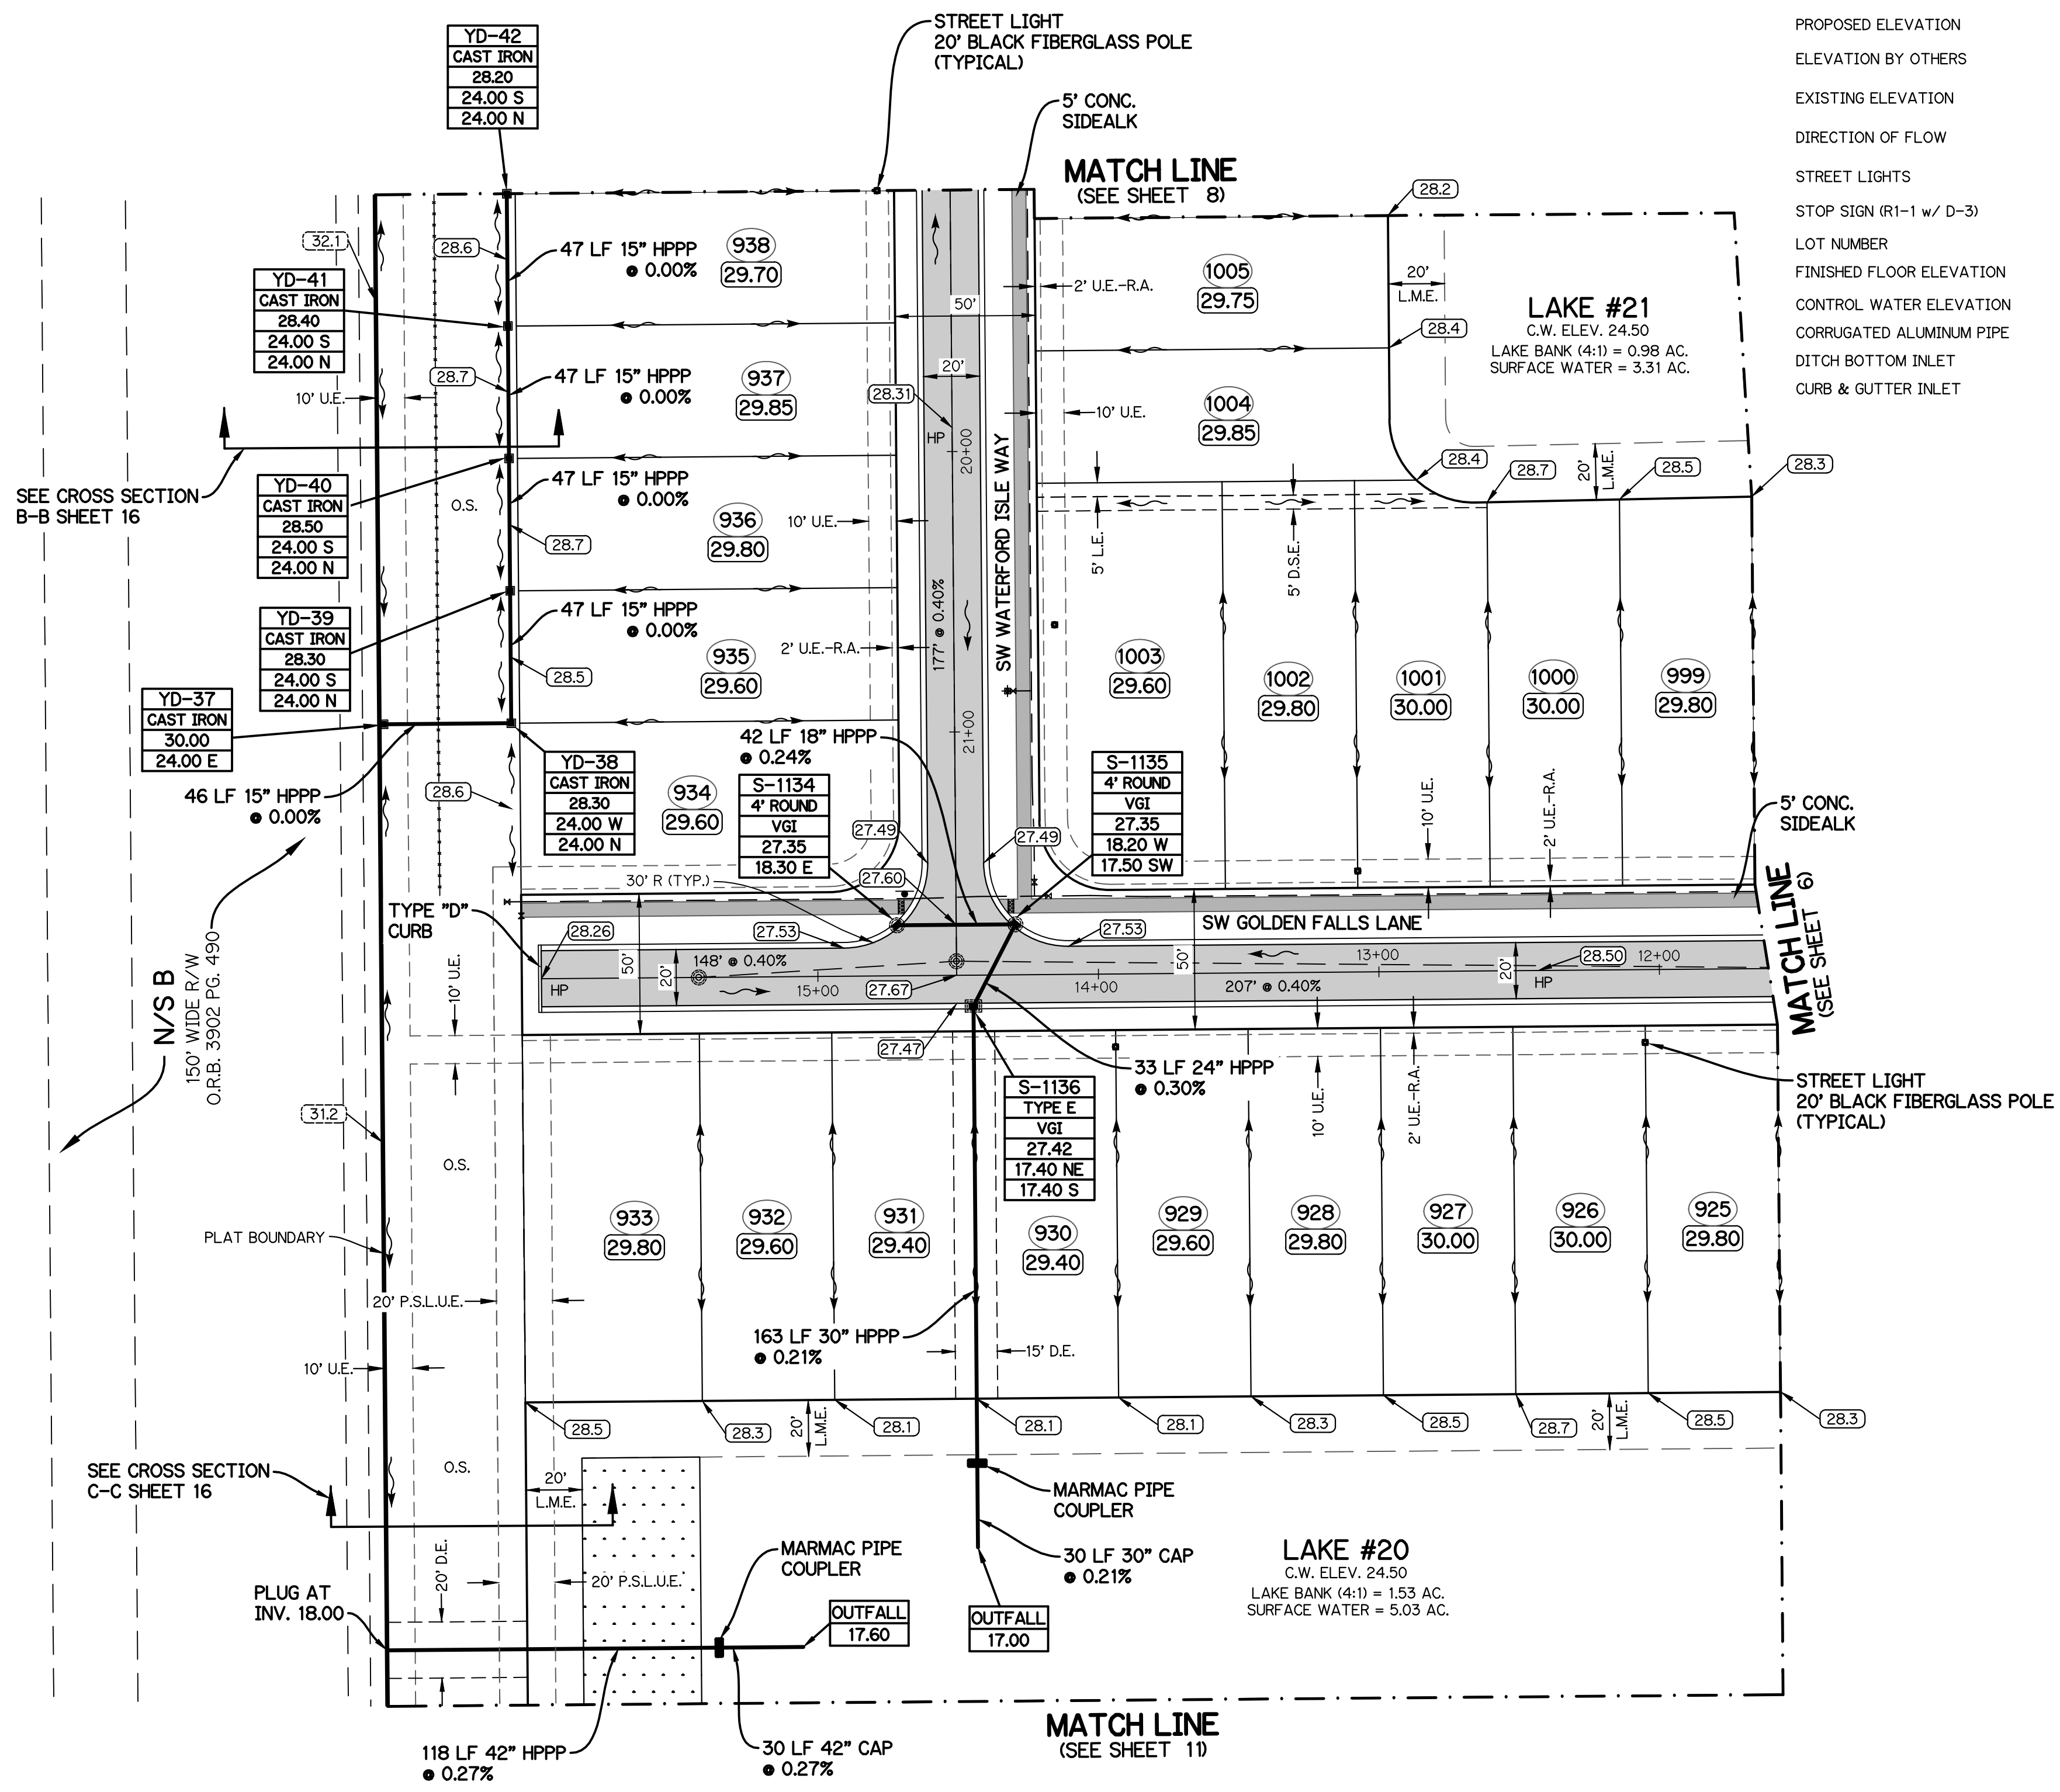 YD-42
CAST IRON
28.20
24.00 S
24.00 N
STREET LIGHT
20' BLACK FIBERGLASS POLE
(TYPICAL)
5' CONC.
SIDEALK
MATCH LINE
(SEE SHEET 8)
PROPOSED ELEVATION
ELEVATION BY OTHERS
EXISTING ELEVATION
DIRECTION OF FLOW
STREET LIGHTS
STOP SIGN (R1-1 w/ D-3)
LOT NUMBER
FINISHED FLOOR ELEVATION
CONTROL WATER ELEVATION
CORRUGATED ALUMINUM PIPE
DITCH BOTTOM INLET
CURB & GUTTER INLET
28.2
32.1
28.6
47 LF 15" HPPP
@ 0.00%
938
29.70
YD-41
CAST IRON
28.40
24.00 S
24.00 N
50'
2' U.E.-R.A.
1005
29.75
20'
L.M.E.
LAKE #21
C.W. ELEV. 24.50
LAKE BANK (4:1) = 0.98 AC.
SURFACE WATER = 3.31 AC.
28.4
10' U.E.
28.7
47 LF 15" HPPP
@ 0.00%
937
29.85
28.31
20'
HP
20+00
10' U.E.
1004
29.85
28.4
28.7
20'
L.M.E.
28.5
28.3
SEE CROSS SECTION
B-B SHEET 16
YD-40
CAST IRON
28.50
24.00 S
24.00 N
O.S.
47 LF 15" HPPP
@ 0.00%
28.7
936
29.80
10' U.E.
SW WATERFORD ISLE WAY
5' L.E.
5' D.S.E.
YD-39
CAST IRON
28.30
24.00 S
24.00 N
47 LF 15" HPPP
@ 0.00%
28.5
935
29.60
2' U.E.-R.A.
177' @ 0.40%
1003
29.60
1002
29.80
1001
30.00
1000
30.00
999
29.80
YD-37
CAST IRON
30.00
24.00 E
46 LF 15" HPPP
@ 0.00%
28.6
YD-38
CAST IRON
28.30
24.00 W
24.00 N
934
29.60
42 LF 18" HPPP
@ 0.24%
21+00
S-1134
4' ROUND
VGI
27.35
18.30 E
27.49
27.49
S-1135
4' ROUND
VGI
27.35
18.20 W
17.50 SW
10' U.E.
2' U.E.-R.A.
5' CONC.
SIDEALK
N/S B
150' WIDE R/W
O.R.B. 3902 PG. 490
30' R (TYP.)
27.60
TYPE "D"
CURB
28.26
27.53
27.53
SW GOLDEN FALLS LANE
MATCH LINE
(SEE SHEET 6)
10' U.E.
50'
20'
148' @ 0.40%
HP
15+00
27.67
14+00
50'
207' @ 0.40%
13+00
20'
28.50
HP
12+00
27.47
33 LF 24" HPPP
@ 0.30%
10' U.E.
2' U.E.-R.A.
STREET LIGHT
20' BLACK FIBERGLASS POLE
(TYPICAL)
31.2
S-1136
TYPE E
VGI
27.42
17.40 NE
17.40 S
O.S.
933
29.80
932
29.60
931
29.40
930
29.40
929
29.60
928
29.80
927
30.00
926
30.00
925
29.80
PLAT BOUNDARY
20' P.S.L.U.E.
163 LF 30" HPPP
@ 0.21%
15' D.E.
10' U.E.
28.5
28.3
20'
L.M.E.
28.1
28.1
28.1
28.3
28.5
28.7
20'
L.M.E.
28.5
28.3
SEE CROSS SECTION
C-C SHEET 16
O.S.
20'
L.M.E.
MARMAC PIPE
COUPLER
20' D.E.
20' P.S.L.U.E.
MARMAC PIPE
COUPLER
30 LF 30" CAP
@ 0.21%
LAKE #20
C.W. ELEV. 24.50
LAKE BANK (4:1) = 1.53 AC.
SURFACE WATER = 5.03 AC.
PLUG AT
INV. 18.00
OUTFALL
17.60
OUTFALL
17.00
MATCH LINE
(SEE SHEET 11)
118 LF 42" HPPP
@ 0.27%
30 LF 42" CAP
@ 0.27%